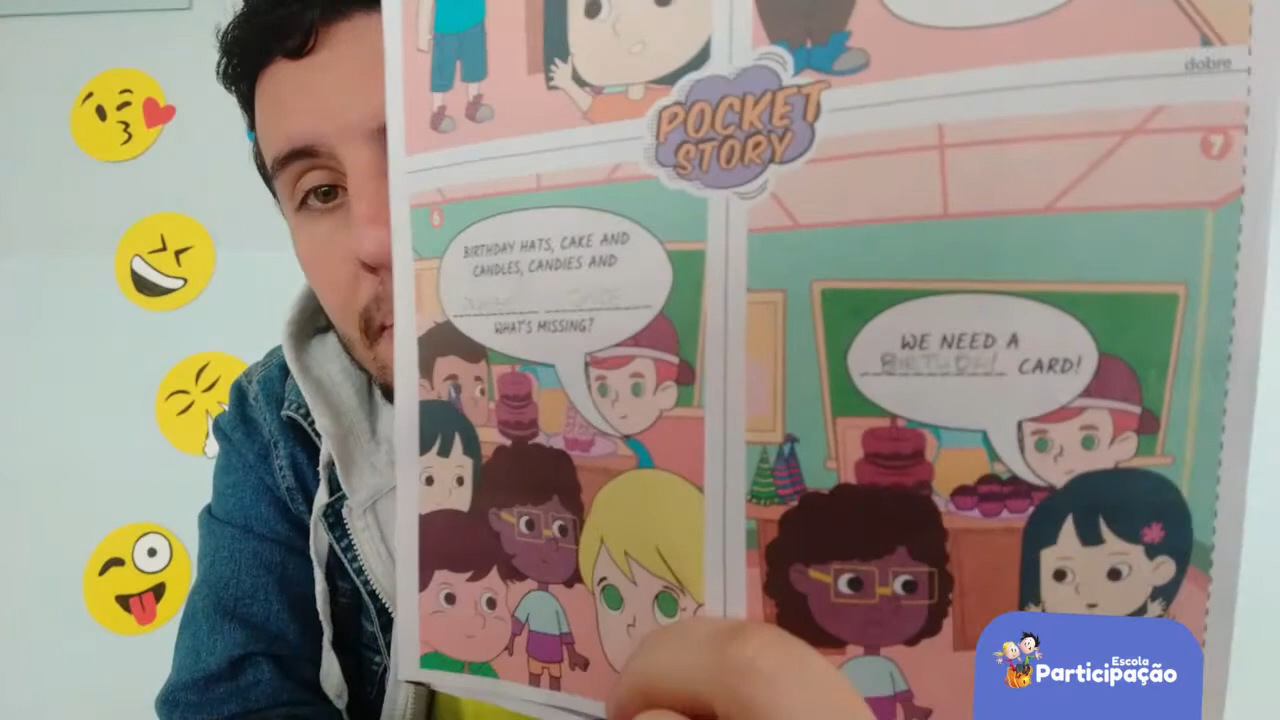 dobre
POCKET
STORY
6
BIRTHDAY HATS, CAKE AND
CANDLES, CANDIES AND
WHAT'S MISSING?
7
WE NEED A
BIRTHDAY CARD!
Escola
Participação